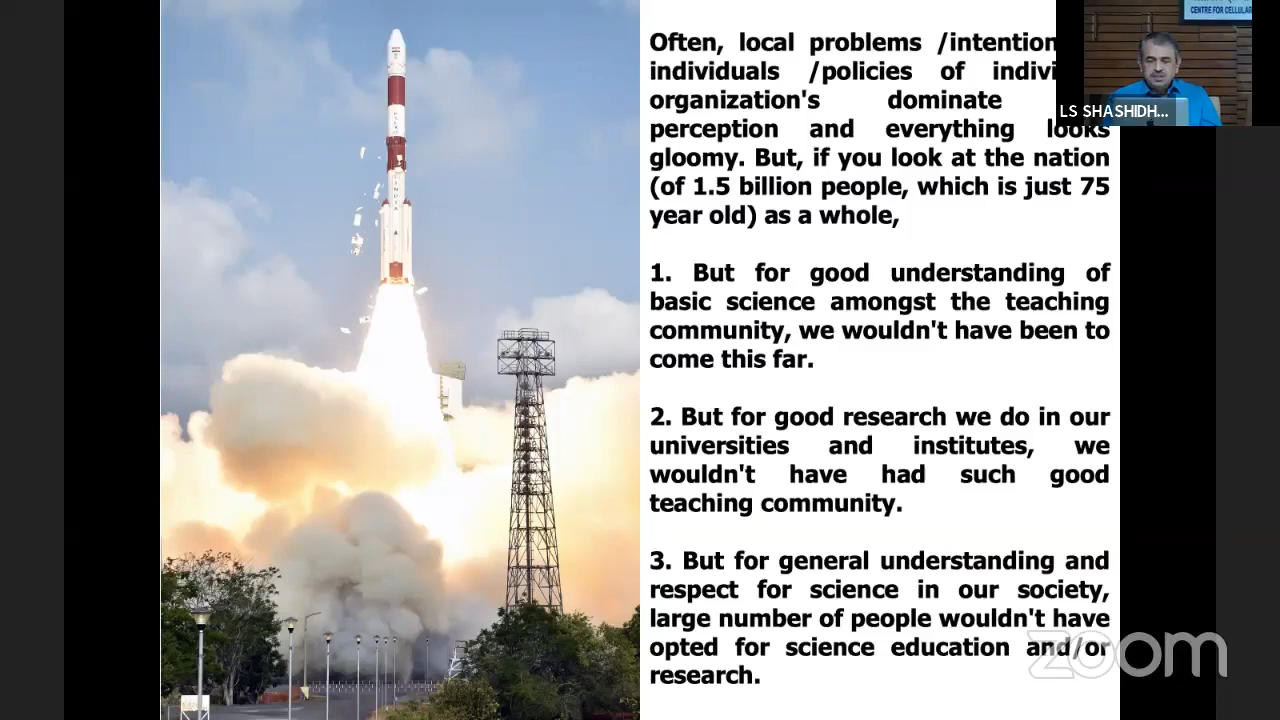 Often, local problems /intention
individuals /policies of indivi
organization's dominate
perception and everything looks
gloomy. But, if you look at the nation
(of 1.5 billion people, which is just 75
year old) as a whole,
1. But for good understanding of
basic science amongst the teaching
community, we wouldn't have been to
come this far.
2. But for good research we do in our
universities and institutes, we
wouldn't have had such good
teaching community.
3. But for general understanding and
respect for science in our society,
large number of people wouldn't have
opted for science education and/or
research.
CENTRE FOR CELLULAR
LS SHASHIDH...
INDIA
zoom